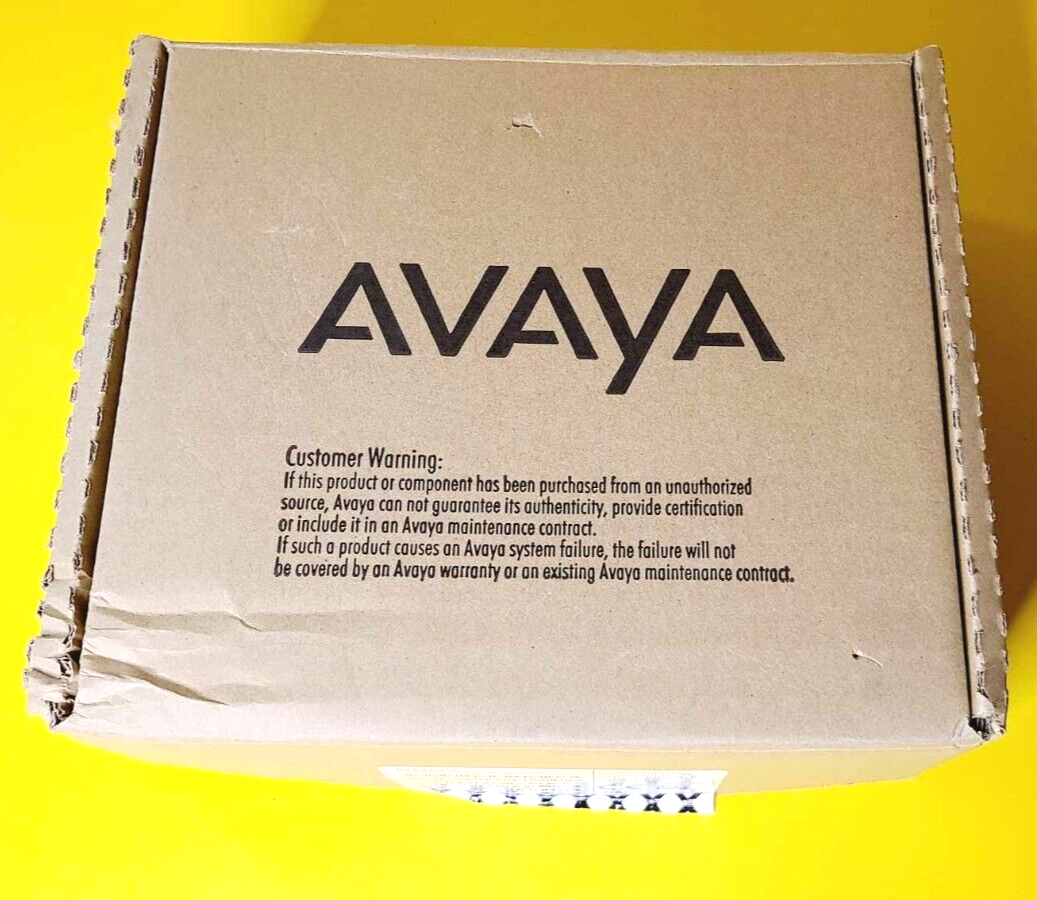 AVAYA
Customer Warning:
If this product or component has been purchased from an unauthorized
source, Avaya can not guarantee its authenticity, provide certification
or include it in an Avaya maintenance contract.
If such a product causes an Avaya system failure, the failure will not
be covered by an Avaya warranty or an existing Avaya maintenance contract.